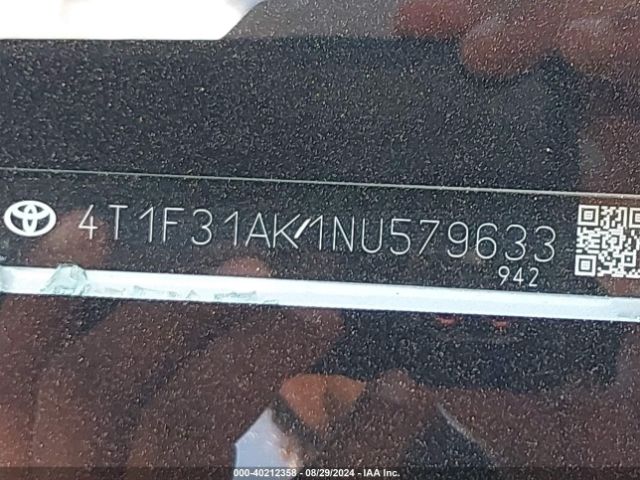 4T1F31AK1NU579633
942
000-40212358 - 08/29/2024 - IAA Inc.